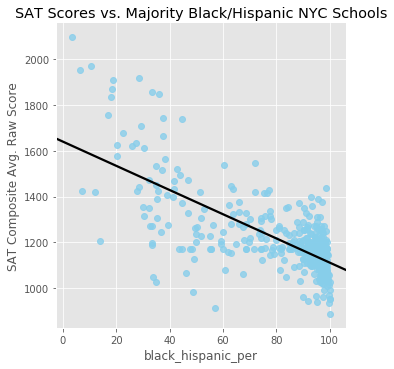 SAT Scores vs. Majority Black/Hispanic NYC Schools
SAT Composite Avg. Raw Score
2000
1800
1600
1400
1200
1000
0 20 40 60 80 100
black_hispanic_per